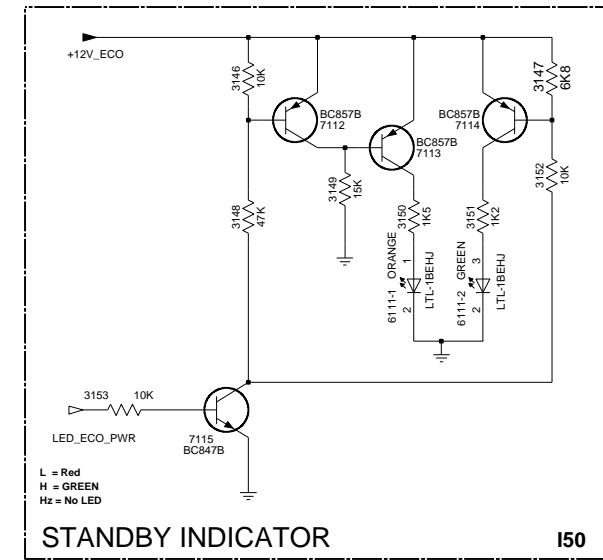 +12V_ECO
3146
10K
BC857B
7112
BC857B
7113
BC857B
7114
3147
6K8
3152
10K
3148
47K
3149
15K
3150
1K5
3151
1K2
6111-1 ORANGE
1
2
LTL-1BEHJ
6111-2 GREEN
3
2
LTL-1BEHJ
3153
10K
LED_ECO_PWR
7115
BC847B
L = Red
H = GREEN
Hz = No LED
STANDBY INDICATOR
I50